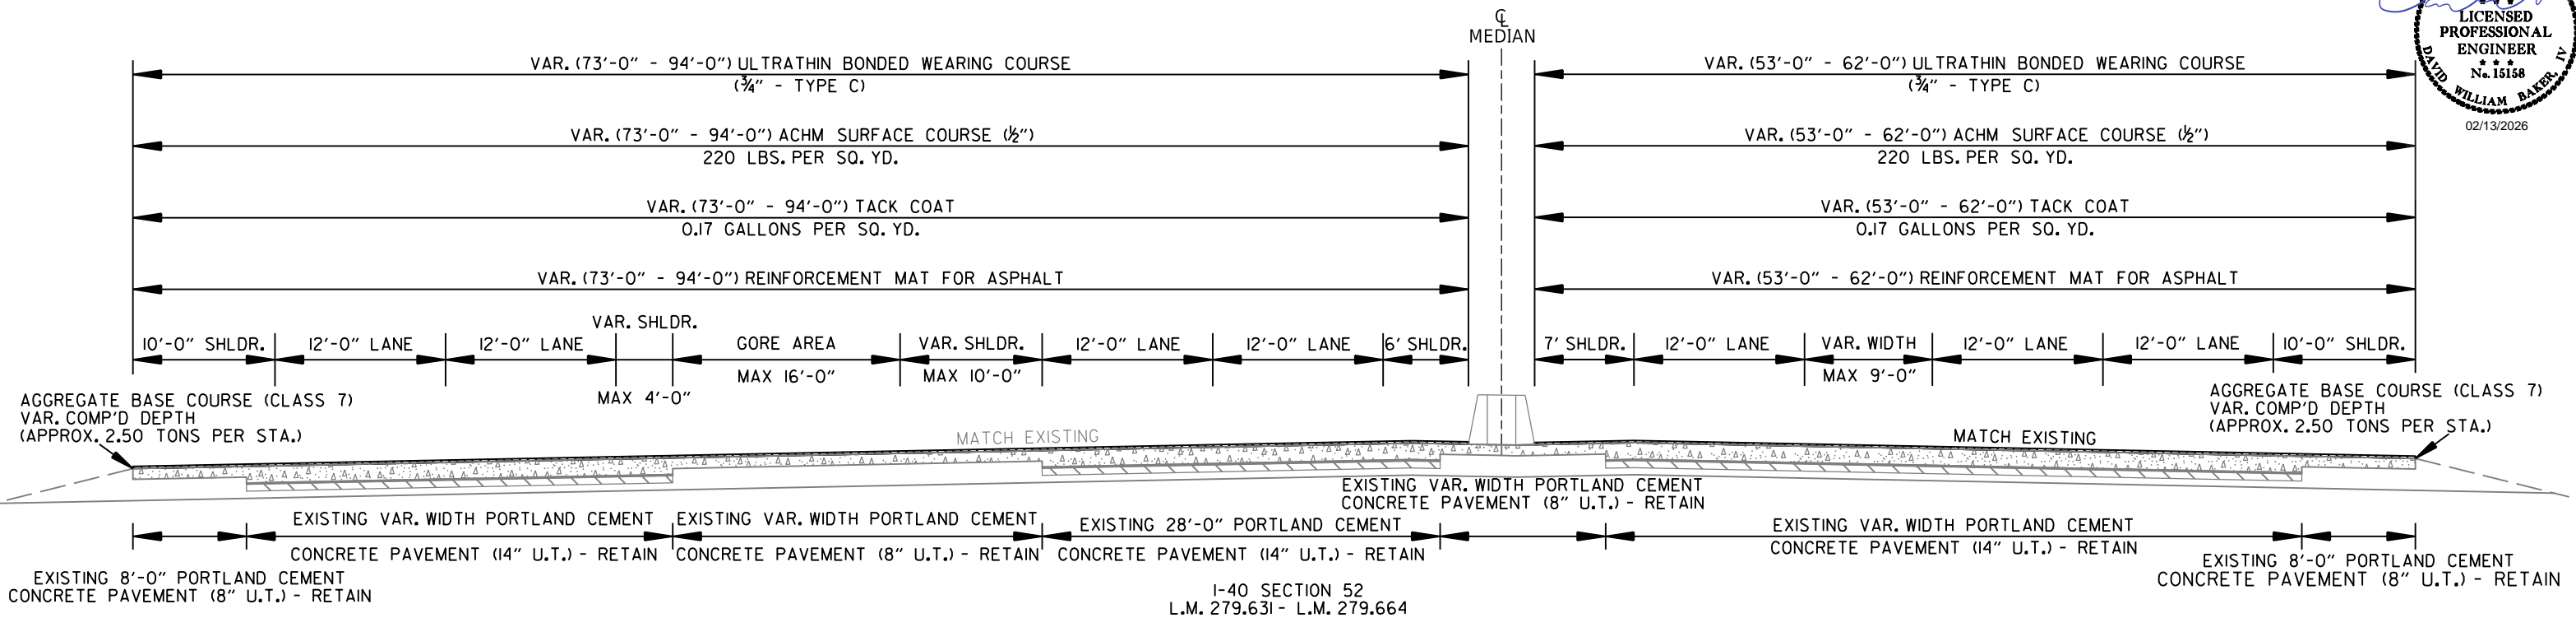 ℄
MEDIAN
LICENSED
PROFESSIONAL
ENGINEER
★ ★ ★
No. 15158
DAVID WILLIAM BAKER, IV
02/13/2026
VAR. (73'-0" - 94'-0") ULTRATHIN BONDED WEARING COURSE
(¾" - TYPE C)
VAR. (53'-0" - 62'-0") ULTRATHIN BONDED WEARING COURSE
(¾" - TYPE C)
VAR. (73'-0" - 94'-0") ACHM SURFACE COURSE (½")
220 LBS. PER SQ. YD.
VAR. (53'-0" - 62'-0") ACHM SURFACE COURSE (½")
220 LBS. PER SQ. YD.
VAR. (73'-0" - 94'-0") TACK COAT
0.17 GALLONS PER SQ. YD.
VAR. (53'-0" - 62'-0") TACK COAT
0.17 GALLONS PER SQ. YD.
VAR. (73'-0" - 94'-0") REINFORCEMENT MAT FOR ASPHALT
VAR. (53'-0" - 62'-0") REINFORCEMENT MAT FOR ASPHALT
10'-0" SHLDR.
12'-0" LANE
12'-0" LANE
VAR. SHLDR.
MAX 4'-0"
GORE AREA
MAX 16'-0"
VAR. SHLDR.
MAX 10'-0"
12'-0" LANE
12'-0" LANE
6' SHLDR.
7' SHLDR.
12'-0" LANE
VAR. WIDTH
MAX 9'-0"
12'-0" LANE
12'-0" LANE
10'-0" SHLDR.
AGGREGATE BASE COURSE (CLASS 7)
VAR. COMP'D DEPTH
(APPROX. 2.50 TONS PER STA.)
MATCH EXISTING
MATCH EXISTING
AGGREGATE BASE COURSE (CLASS 7)
VAR. COMP'D DEPTH
(APPROX. 2.50 TONS PER STA.)
EXISTING 8'-0" PORTLAND CEMENT
CONCRETE PAVEMENT (8" U.T.) - RETAIN
EXISTING VAR. WIDTH PORTLAND CEMENT
CONCRETE PAVEMENT (14" U.T.) - RETAIN
EXISTING VAR. WIDTH PORTLAND CEMENT
CONCRETE PAVEMENT (8" U.T.) - RETAIN
EXISTING 28'-0" PORTLAND CEMENT
CONCRETE PAVEMENT (14" U.T.) - RETAIN
EXISTING VAR. WIDTH PORTLAND CEMENT
CONCRETE PAVEMENT (8" U.T.) - RETAIN
EXISTING VAR. WIDTH PORTLAND CEMENT
CONCRETE PAVEMENT (14" U.T.) - RETAIN
EXISTING 8'-0" PORTLAND CEMENT
CONCRETE PAVEMENT (8" U.T.) - RETAIN
I-40 SECTION 52
L.M. 279.631 - L.M. 279.664